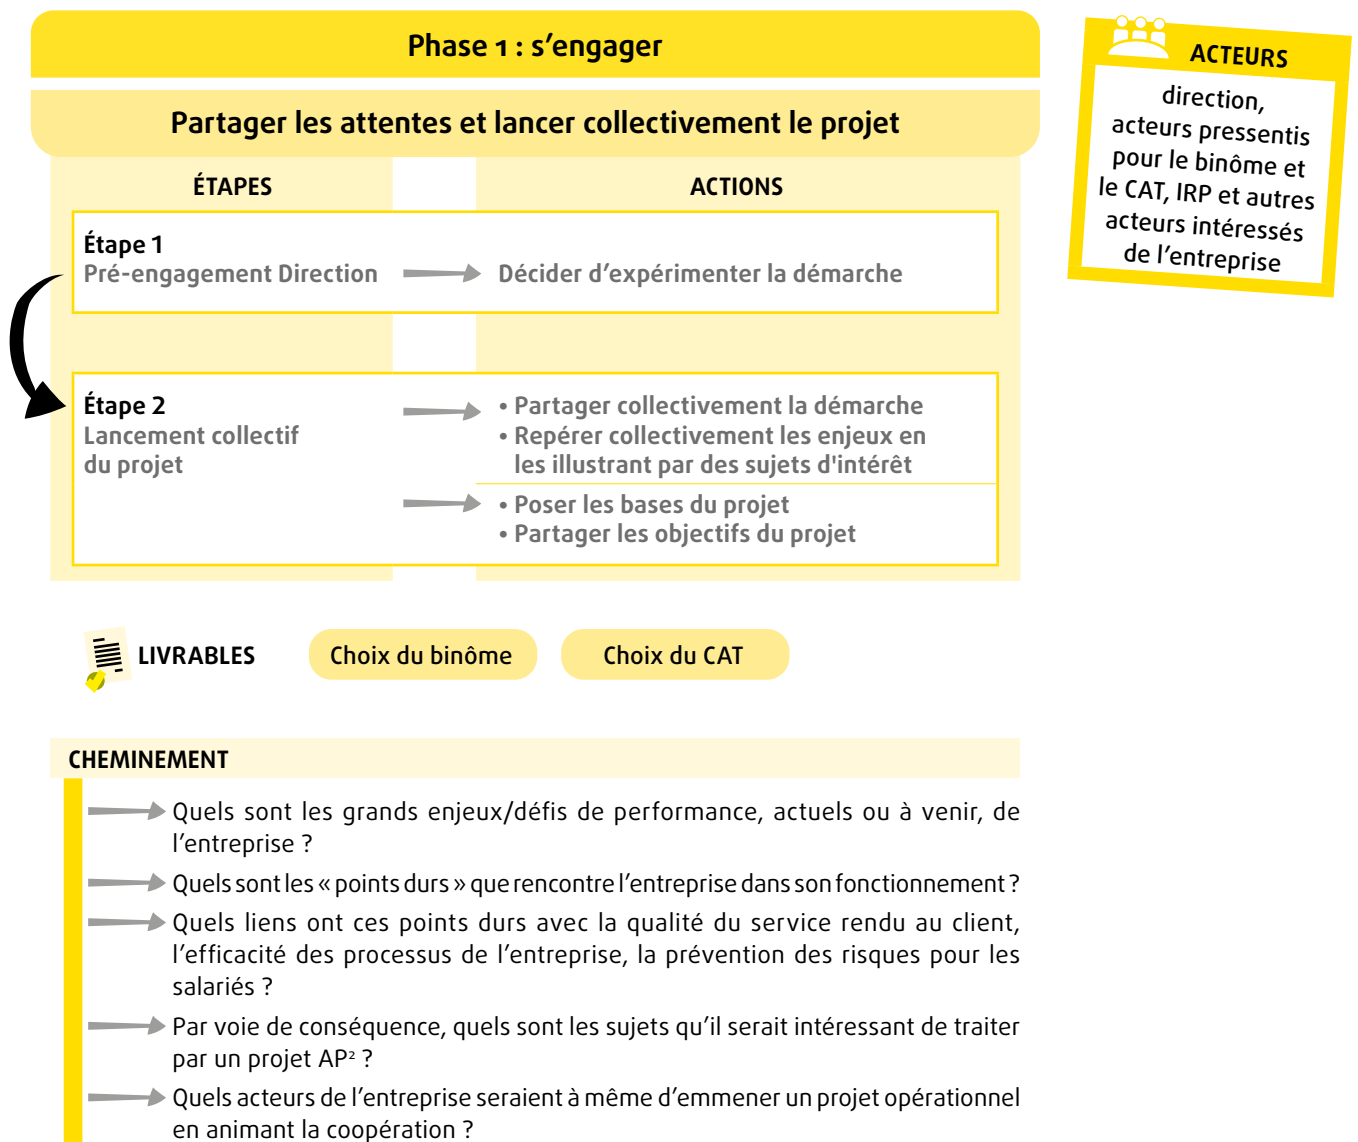 Phase 1 : s’engager
Partager les attentes et lancer collectivement le projet
ACTEURS
direction,
acteurs pressentis
pour le binôme et
le CAT, IRP et autres
acteurs intéressés
de l’entreprise
ÉTAPES
ACTIONS
Étape 1
Pré-engagement Direction
Décider d’expérimenter la démarche
Étape 2
Lancement collectif
du projet
• Partager collectivement la démarche
• Repérer collectivement les enjeux en
les illustrant par des sujets d'intérêt
• Poser les bases du projet
• Partager les objectifs du projet
LIVRABLES
Choix du binôme
Choix du CAT
CHEMINEMENT
Quels sont les grands enjeux/défis de performance, actuels ou à venir, de
l’entreprise ?
Quels sont les « points durs » que rencontre l’entreprise dans son fonctionnement ?
Quels liens ont ces points durs avec la qualité du service rendu au client,
l’efficacité des processus de l’entreprise, la prévention des risques pour les
salariés ?
Par voie de conséquence, quels sont les sujets qu’il serait intéressant de traiter
par un projet AP² ?
Quels acteurs de l’entreprise seraient à même d’emmener un projet opérationnel
en animant la coopération ?